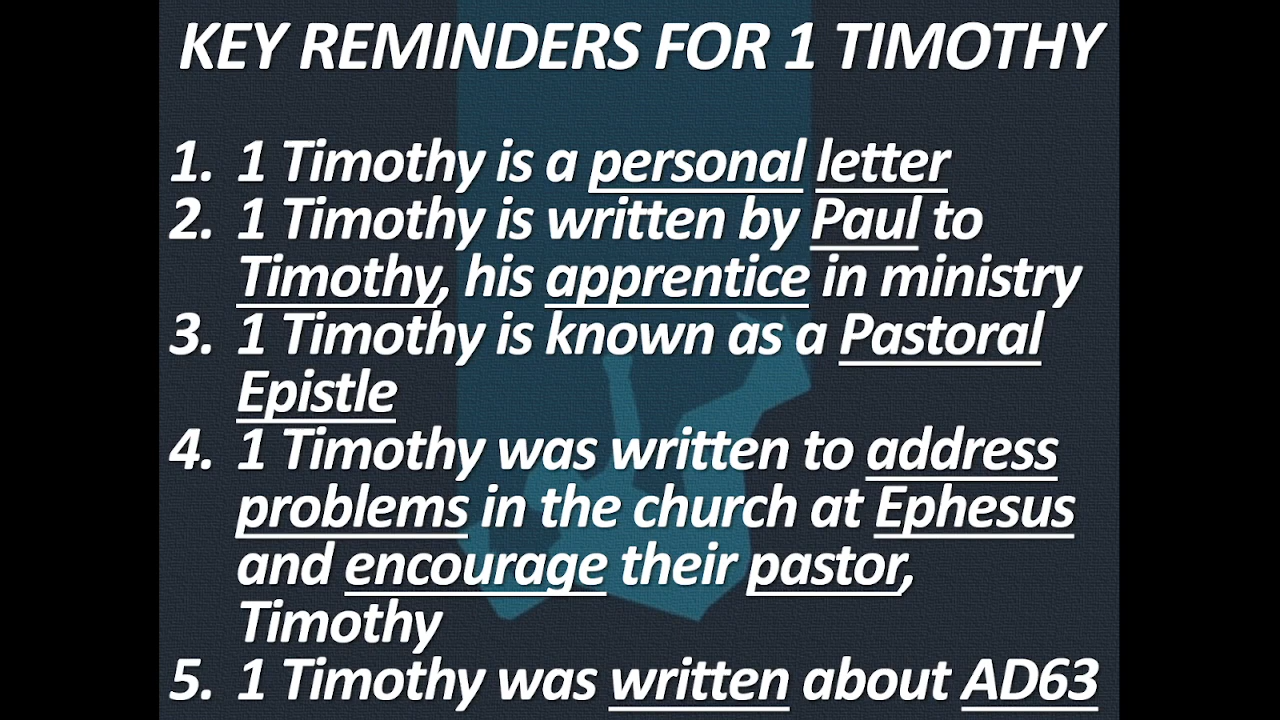 KEY REMINDERS FOR 1 TIMOTHY
1. 1 Timothy is a personal letter
2. 1 Timothy is written by Paul to
Timothy, his apprentice in ministry
3. 1 Timothy is known as a Pastoral
Epistle
4. 1 Timothy was written to address
problems in the church at Ephesus
and encourage their pastor,
Timothy
5. 1 Timothy was written about AD63